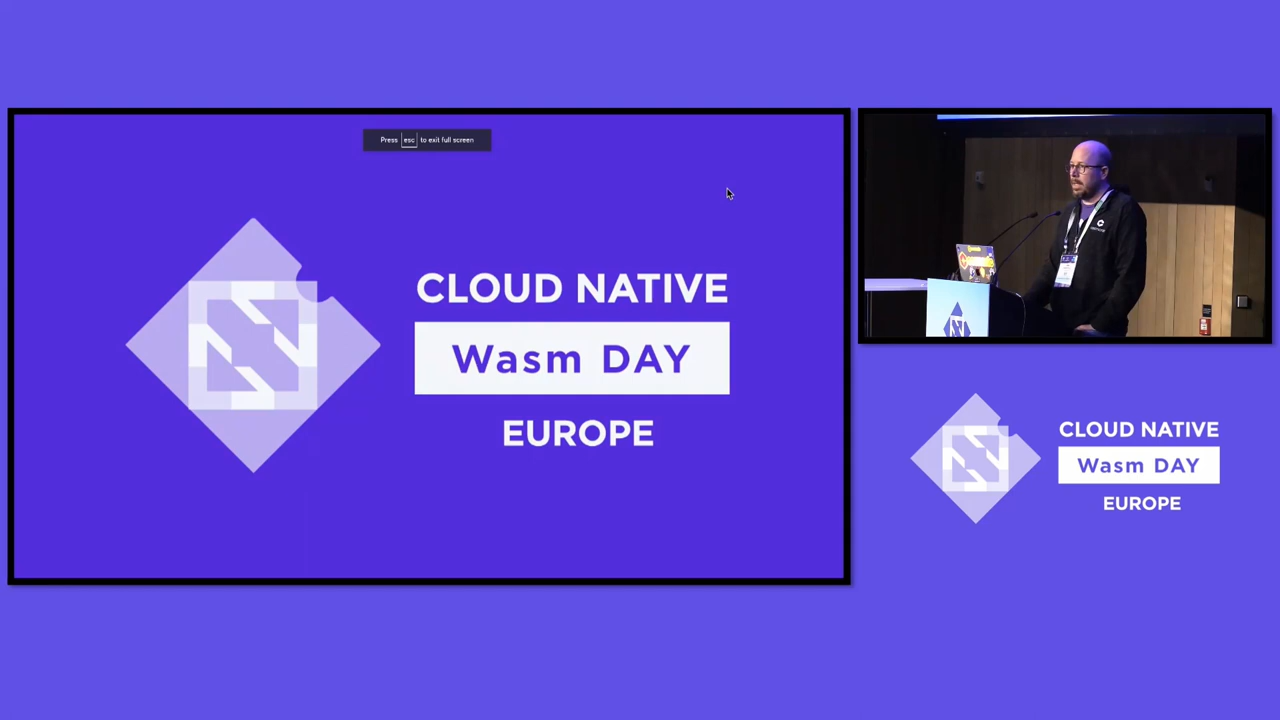 Press esc to exit full screen
CLOUD NATIVE
Wasm DAY
EUROPE
CLOUD NATIVE
Wasm DAY
EUROPE